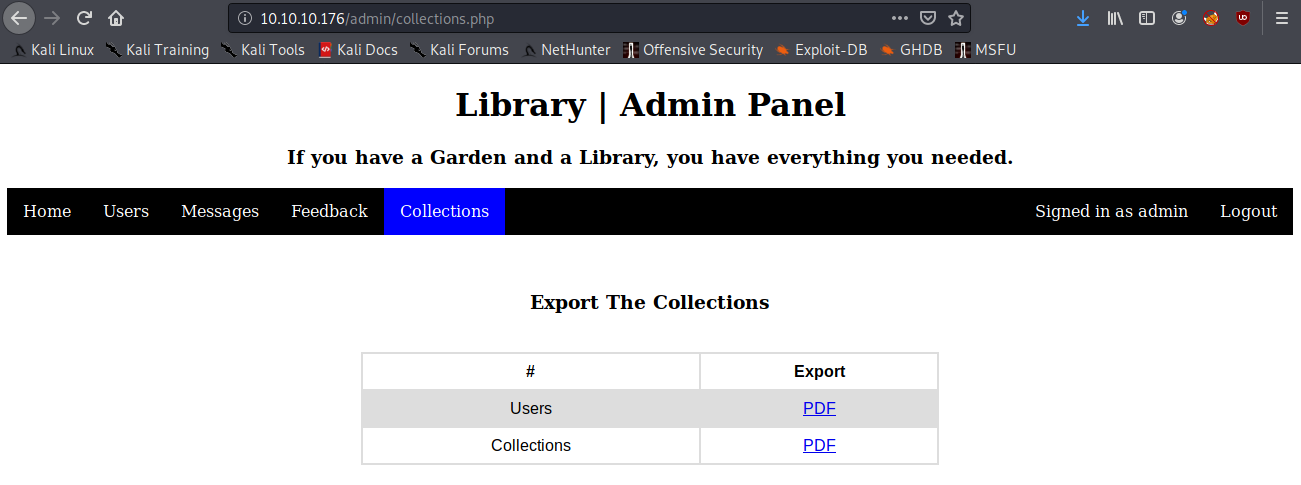 10.10.10.176/admin/collections.php
Kali Linux Kali Training Kali Tools Kali Docs Kali Forums NetHunter Offensive Security Exploit-DB GHDB MSFU
Library | Admin Panel
If you have a Garden and a Library, you have everything you needed.
Home Users Messages Feedback Collections Signed in as admin Logout
Export The Collections
# Export
Users PDF
Collections PDF